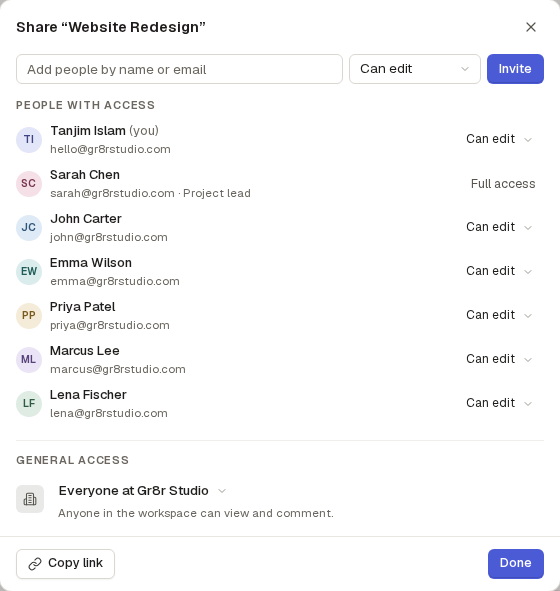 Share “Website Redesign”
Add people by name or email
Can edit
Invite
PEOPLE WITH ACCESS
TI
Tanjim Islam (you)
hello@gr8rstudio.com
Can edit
SC
Sarah Chen
sarah@gr8rstudio.com · Project lead
Full access
JC
John Carter
john@gr8rstudio.com
Can edit
EW
Emma Wilson
emma@gr8rstudio.com
Can edit
PP
Priya Patel
priya@gr8rstudio.com
Can edit
ML
Marcus Lee
marcus@gr8rstudio.com
Can edit
LF
Lena Fischer
lena@gr8rstudio.com
Can edit
GENERAL ACCESS
Everyone at Gr8r Studio
Anyone in the workspace can view and comment.
Copy link
Done